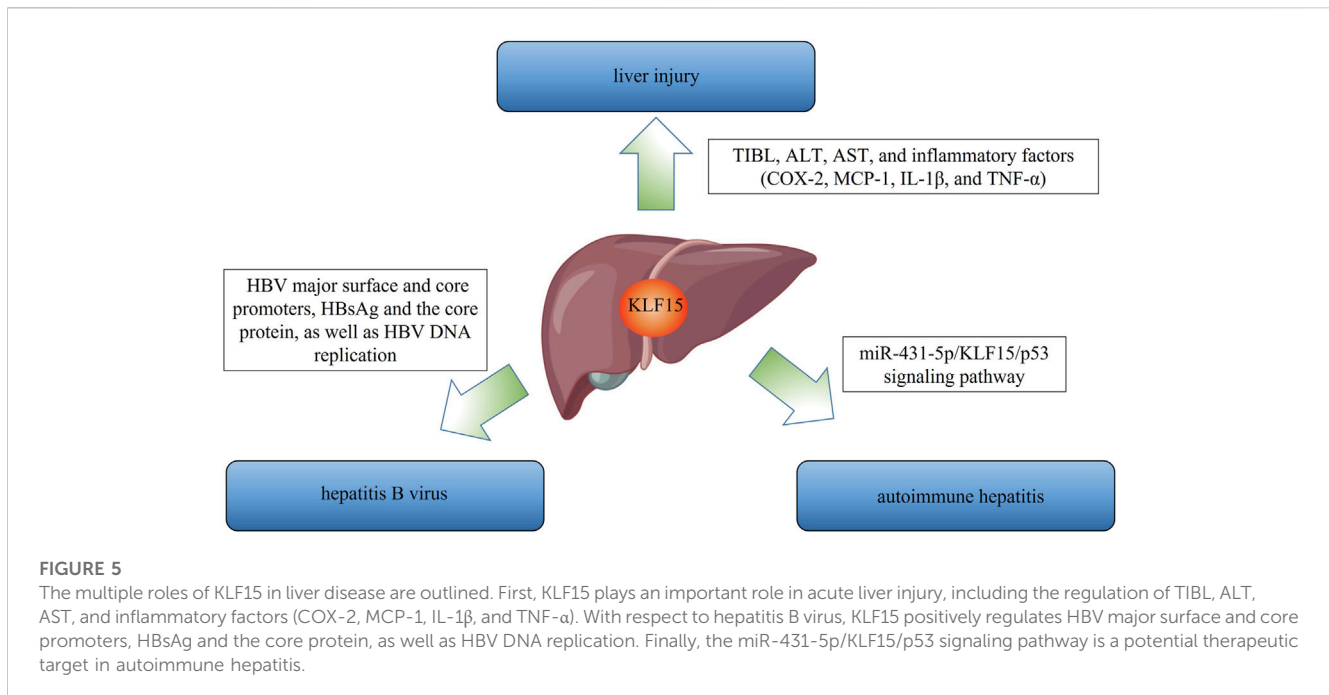 liver injury
TIBL, ALT, AST, and inflammatory factors
(COX-2, MCP-1, IL-1β, and TNF-α)
HBV major surface and core
promoters, HBsAg and the core
protein, as well as HBV DNA
replication
KLF15
miR-431-5p/KLF15/p53
signaling pathway
hepatitis B virus
autoimmune hepatitis
FIGURE 5
The multiple roles of KLF15 in liver disease are outlined. First, KLF15 plays an important role in acute liver injury, including the regulation of TIBL, ALT,
AST, and inflammatory factors (COX-2, MCP-1, IL-1β, and TNF-α). With respect to hepatitis B virus, KLF15 positively regulates HBV major surface and core
promoters, HBsAg and the core protein, as well as HBV DNA replication. Finally, the miR-431-5p/KLF15/p53 signaling pathway is a potential therapeutic
target in autoimmune hepatitis.